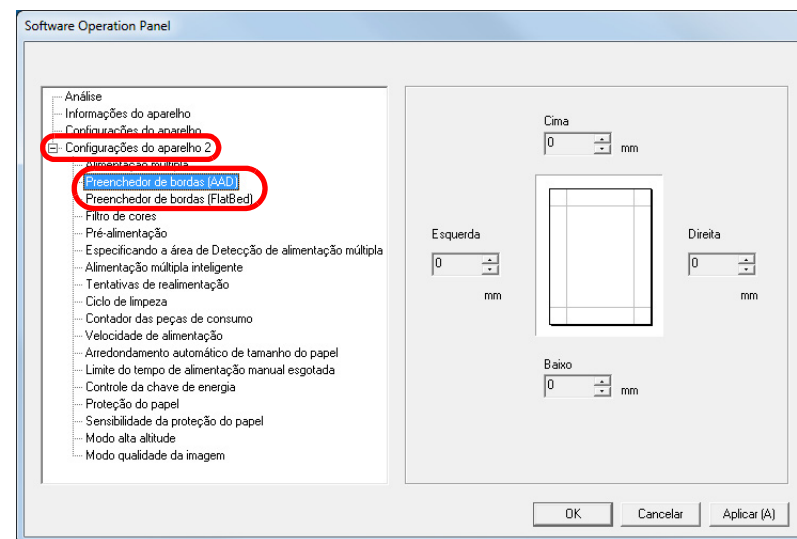 Software Operation Panel
Análise
Informações do aparelho
Configurações do aparelho
Configurações do aparelho 2
Alimentação múltipla
Preenchedor de bordas (AAD)
Preenchedor de bordas (FlatBed)
Filtro de cores
Pré-alimentação
Especificando a área de Detecção de alimentação múltipla
Alimentação múltipla inteligente
Tentativas de realimentação
Ciclo de limpeza
Contador das peças de consumo
Velocidade de alimentação
Arredondamento automático de tamanho do papel
Limite do tempo de alimentação manual esgotada
Controle da chave de energia
Proteção do papel
Sensibilidade da proteção do papel
Modo alta altitude
Modo qualidade da imagem
Cima
0 mm
Esquerda
0
mm
Direita
0
mm
Baixo
0 mm
OK Cancelar Aplicar (A)